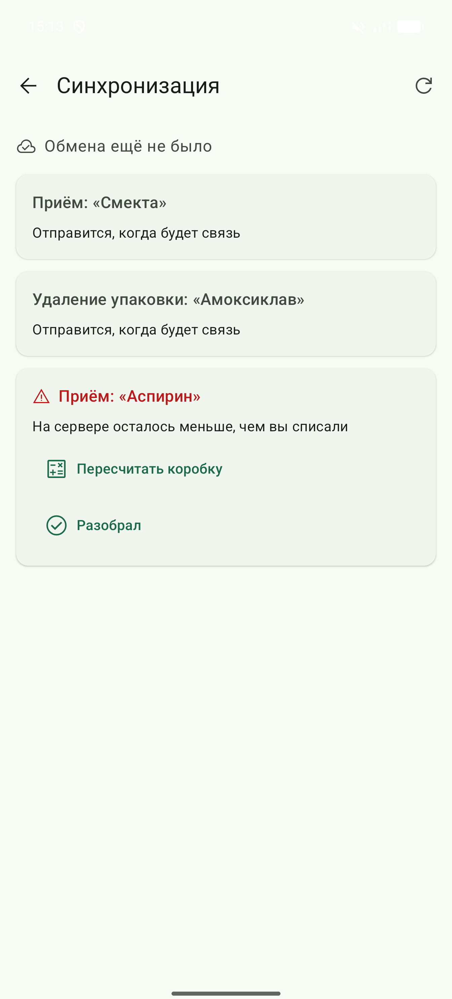 15:13
Синхронизация
Обмена ещё не было
Приём: «Смекта»
Отправится, когда будет связь
Удаление упаковки: «Амоксиклав»
Отправится, когда будет связь
Приём: «Аспирин»
На сервере осталось меньше, чем вы списали
Пересчитать коробку
Разобрал